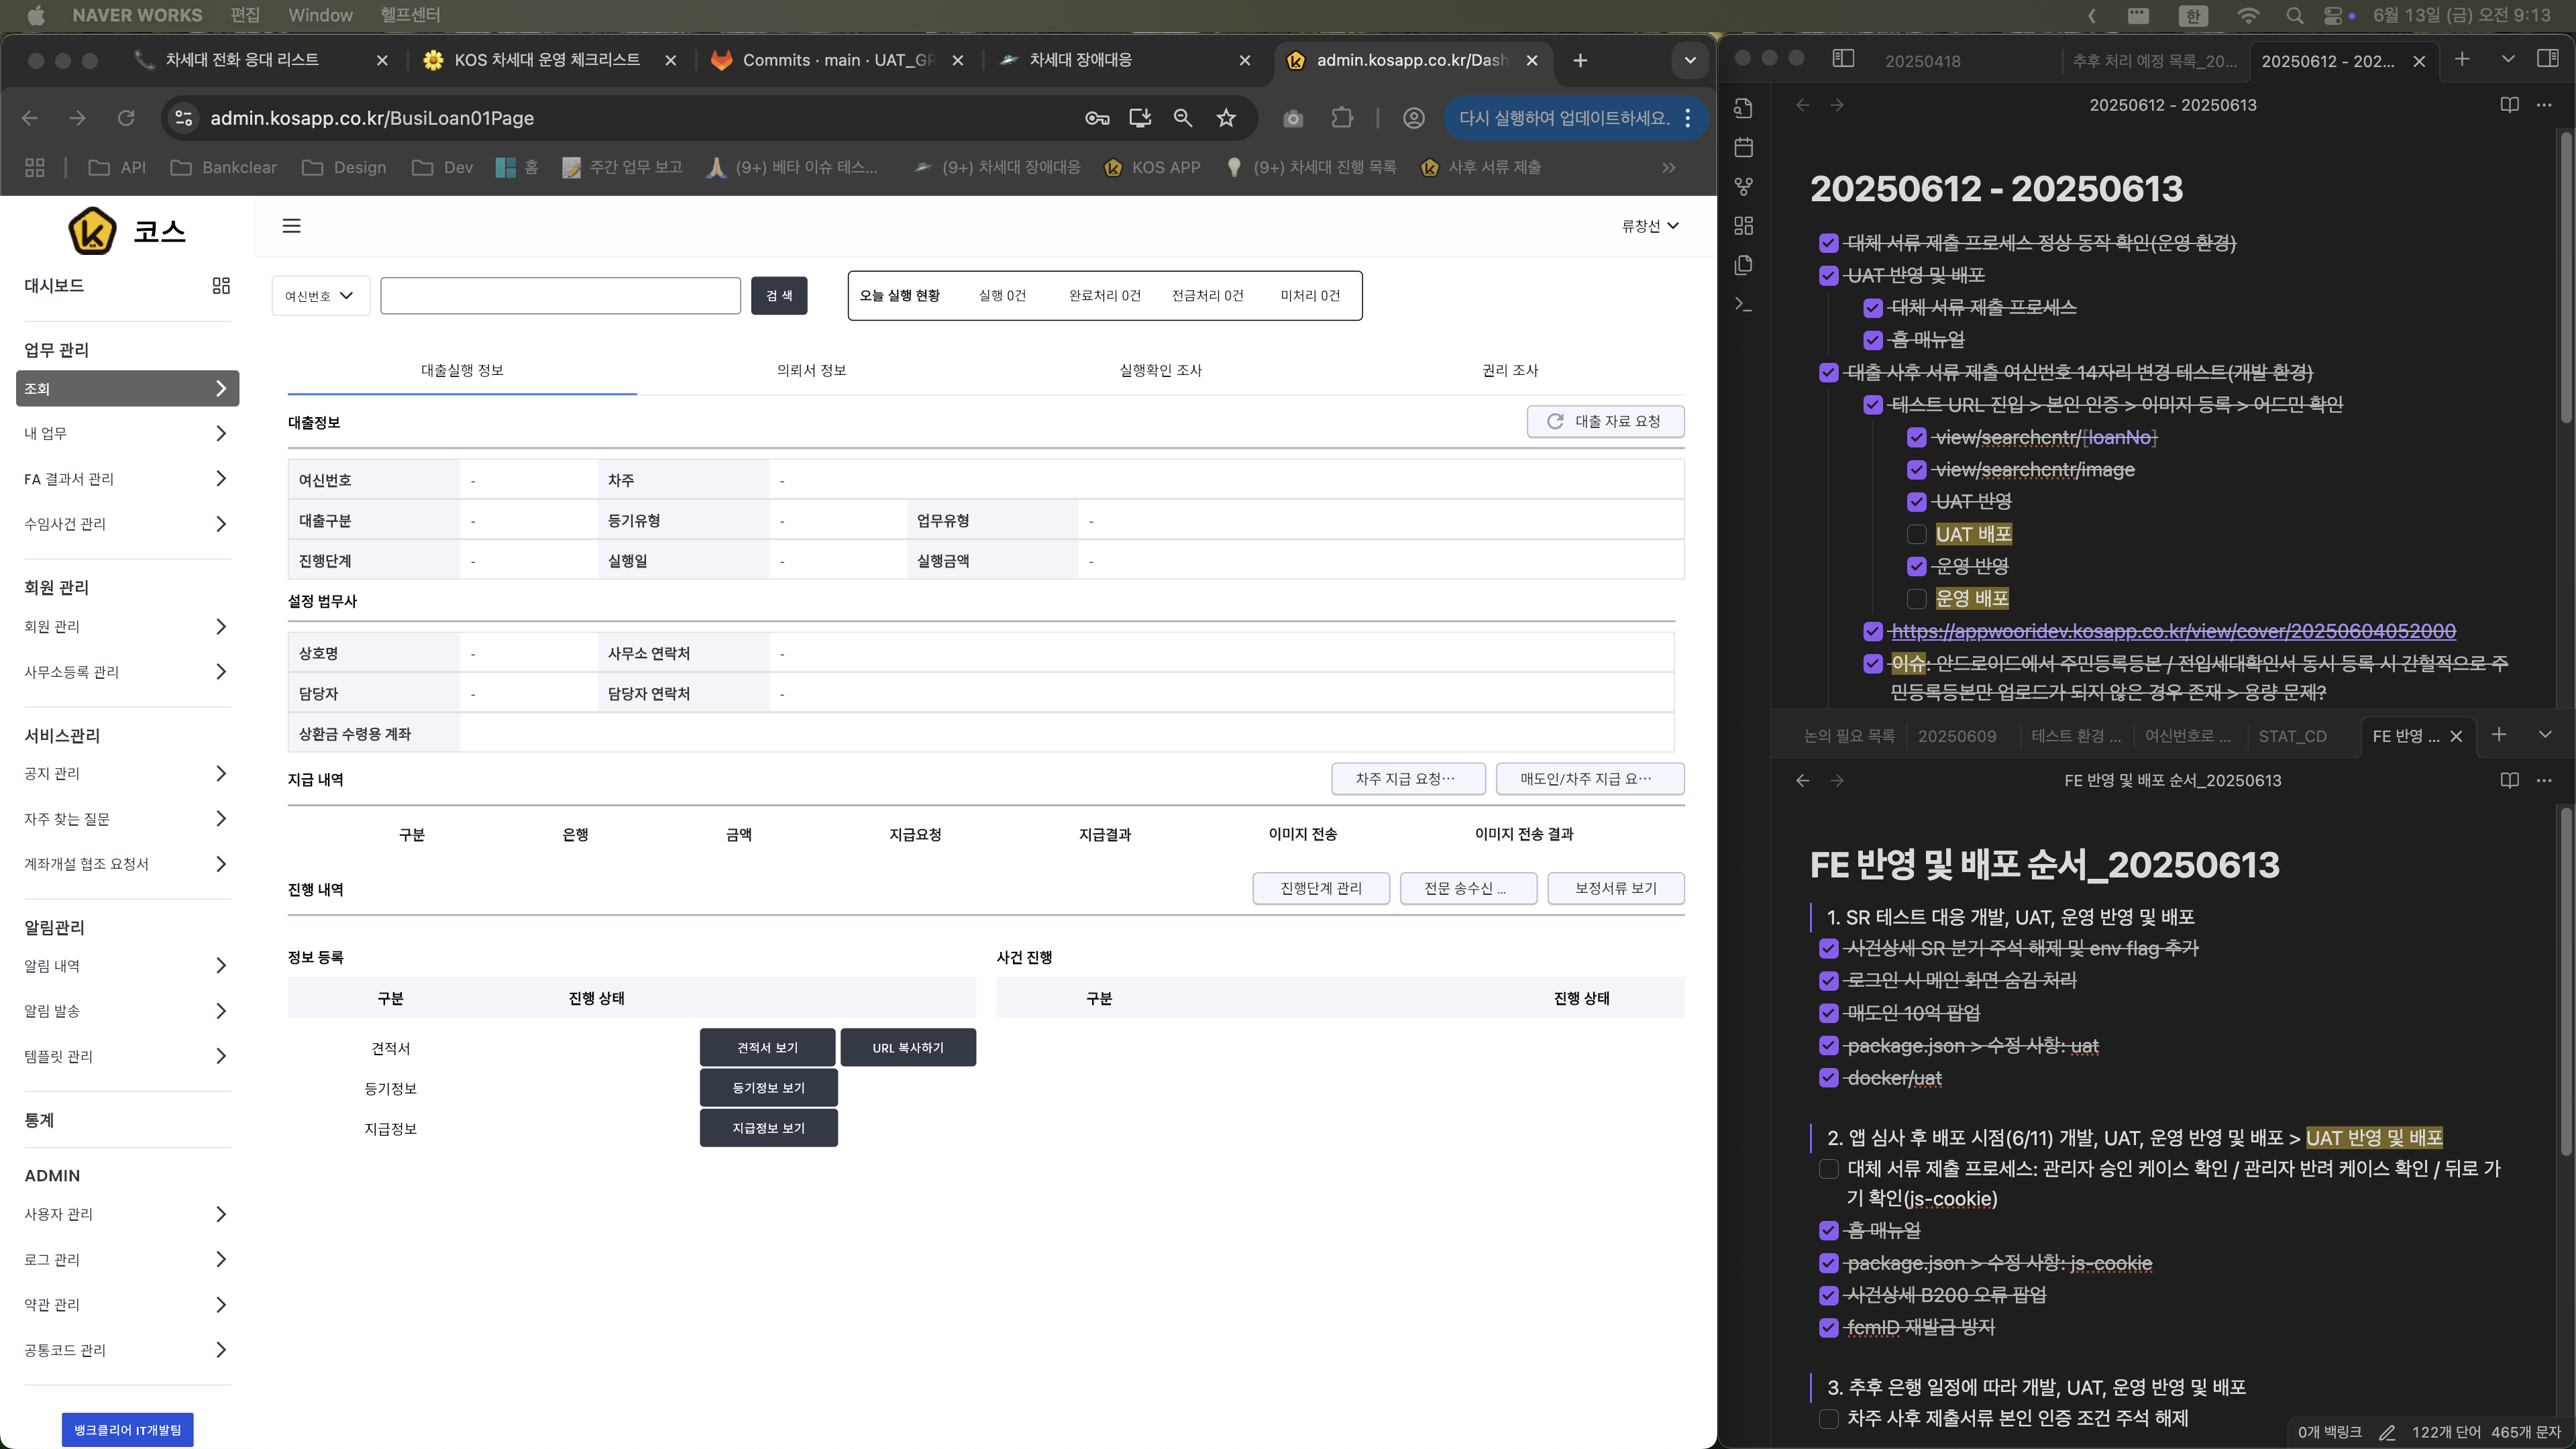 NAVER WORKS 편집 Window 헬프센터
한 6월 13일 (금) 오전 9:13
차세대 전화 응대 리스트
KOS 차세대 운영 체크리스트
Commits · main · UAT_GR
차세대 장애대응
admin.kosapp.co.kr/Dash
admin.kosapp.co.kr/BusiLoan01Page
다시 실행하여 업데이트하세요.
API Bankclear Design Dev 홈 주간 업무 보고 (9+) 베타 이슈 테스... (9+) 차세대 장애대응 KOS APP (9+) 차세대 진행 목록 사후 서류 제출
코스
대시보드
업무 관리
조회
내 업무
FA 결과서 관리
수임사건 관리
회원 관리
회원 관리
사무소등록 관리
서비스관리
공지 관리
자주 찾는 질문
계좌개설 협조 요청서
알림관리
알림 내역
알림 발송
템플릿 관리
통계
ADMIN
사용자 관리
로그 관리
약관 관리
공통코드 관리
뱅크클리어 IT개발팀
류창선
여신번호 검 색 오늘 실행 현황 실행 0건 완료처리 0건 전금처리 0건 미처리 0건
대출실행 정보 의뢰서 정보 실행확인 조사 권리 조사
대출정보 대출 자료 요청
여신번호 - 차주 -
대출구분 - 등기유형 - 업무유형 -
진행단계 - 실행일 - 실행금액 -
설정 법무사
상호명 - 사무소 연락처 -
담당자 - 담당자 연락처 -
상환금 수령용 계좌
지급 내역 차주 지급 요청… 매도인/차주 지급 요…
구분 은행 금액 지급요청 지급결과 이미지 전송 이미지 전송 결과
진행 내역 진행단계 관리 전문 송수신 ... 보정서류 보기
정보 등록 사건 진행
구분 진행 상태 구분 진행 상태
견적서 견적서 보기 URL 복사하기
등기정보 등기정보 보기
지급정보 지급정보 보기
20250418 추후 처리 예정 목록_20... 20250612 - 202...
20250612 - 20250613
20250612 - 20250613
대체 서류 제출 프로세스 정상 동작 확인(운영 환경)
UAT 반영 및 배포
대체 서류 제출 프로세스
홈 매뉴얼
대출 사후 서류 제출 여신번호 14자리 변경 테스트(개발 환경)
테스트 URL 진입 > 본인 인증 > 이미지 등록 > 어드민 확인
view/searchcntr/[loanNo]
view/searchcntr/image
UAT 반영
UAT 배포
운영 반영
운영 배포
https://appwooridev.kosapp.co.kr/view/cover/20250604052000
이슈: 안드로이드에서 주민등록등본 / 전입세대확인서 동시 등록 시 간헐적으로 주
민등록등본만 업로드가 되지 않은 경우 존재 > 용량 문제?
논의 필요 목록 20250609 테스트 환경 ... 여신번호로 ... STAT_CD FE 반영 ...
FE 반영 및 배포 순서_20250613
FE 반영 및 배포 순서_20250613
1. SR 테스트 대응 개발, UAT, 운영 반영 및 배포
사건상세 SR 분기 주석 해제 및 env flag 추가
로그인 시 메인 화면 숨김 처리
매도인 10억 팝업
package.json > 수정 사항: uat
docker/uat
2. 앱 심사 후 배포 시점(6/11) 개발, UAT, 운영 반영 및 배포 > UAT 반영 및 배포
대체 서류 제출 프로세스: 관리자 승인 케이스 확인 / 관리자 반려 케이스 확인 / 뒤로 가
기 확인(js-cookie)
홈 매뉴얼
package.json > 수정 사항: js-cookie
사건상세 B200 오류 팝업
fcmID 재발급 방지
3. 추후 은행 일정에 따라 개발, UAT, 운영 반영 및 배포
차주 사후 제출서류 본인 인증 조건 주석 해제
0개 백링크 122개 단어 465개 문자